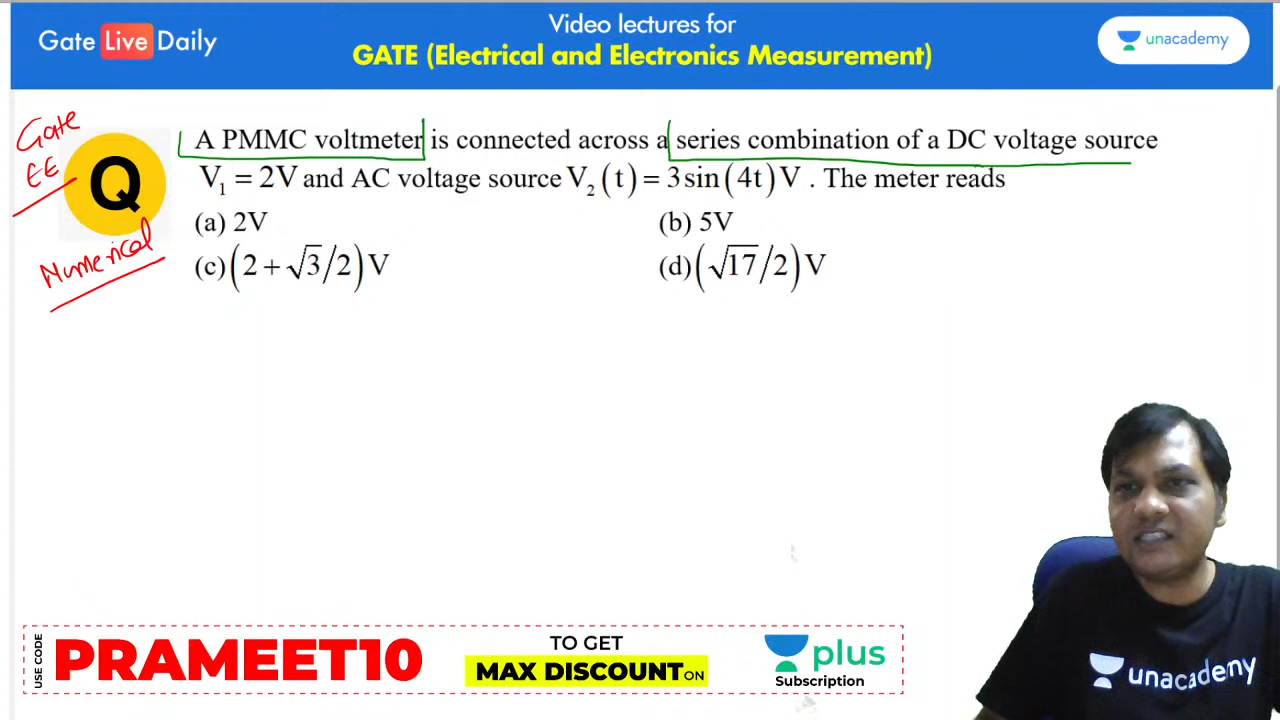 Gate Live Daily
Video lectures for
GATE (Electrical and Electronics Measurement)
unacademy
Gate
EE
Q
Numerical
A PMMC voltmeter is connected across a series combination of a DC voltage source
V₁ = 2V and AC voltage source V₂(t) = 3sin(4t)V . The meter reads
(a) 2V (b) 5V
(c)(2 + √3/2)V (d)(√17/2)V
USE CODE
PRAMEET10
TO GET
MAX DISCOUNT ON
plus
Subscription
unacademy